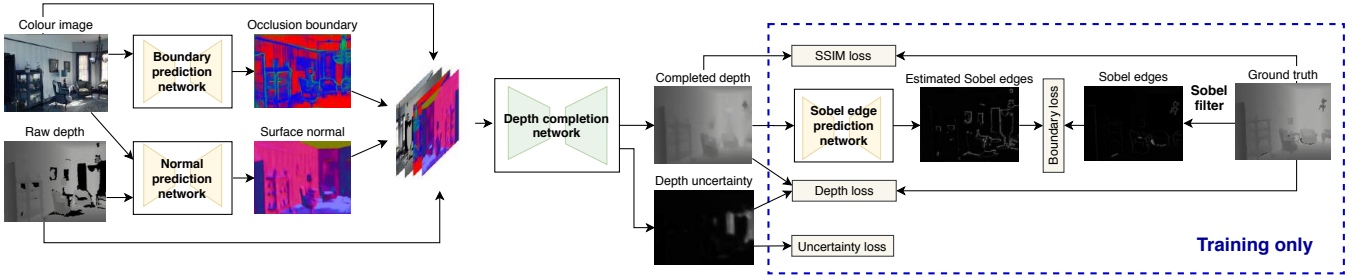 Colour image
Boundary
prediction
network
Occlusion boundary
Raw depth
Normal
prediction
network
Surface normal
Depth completion
network
Completed depth
Depth uncertainty
SSIM loss
Sobel edge
prediction
network
Estimated Sobel edges
Boundary loss
Sobel edges
Sobel
filter
Ground truth
Depth loss
Uncertainty loss
Training only